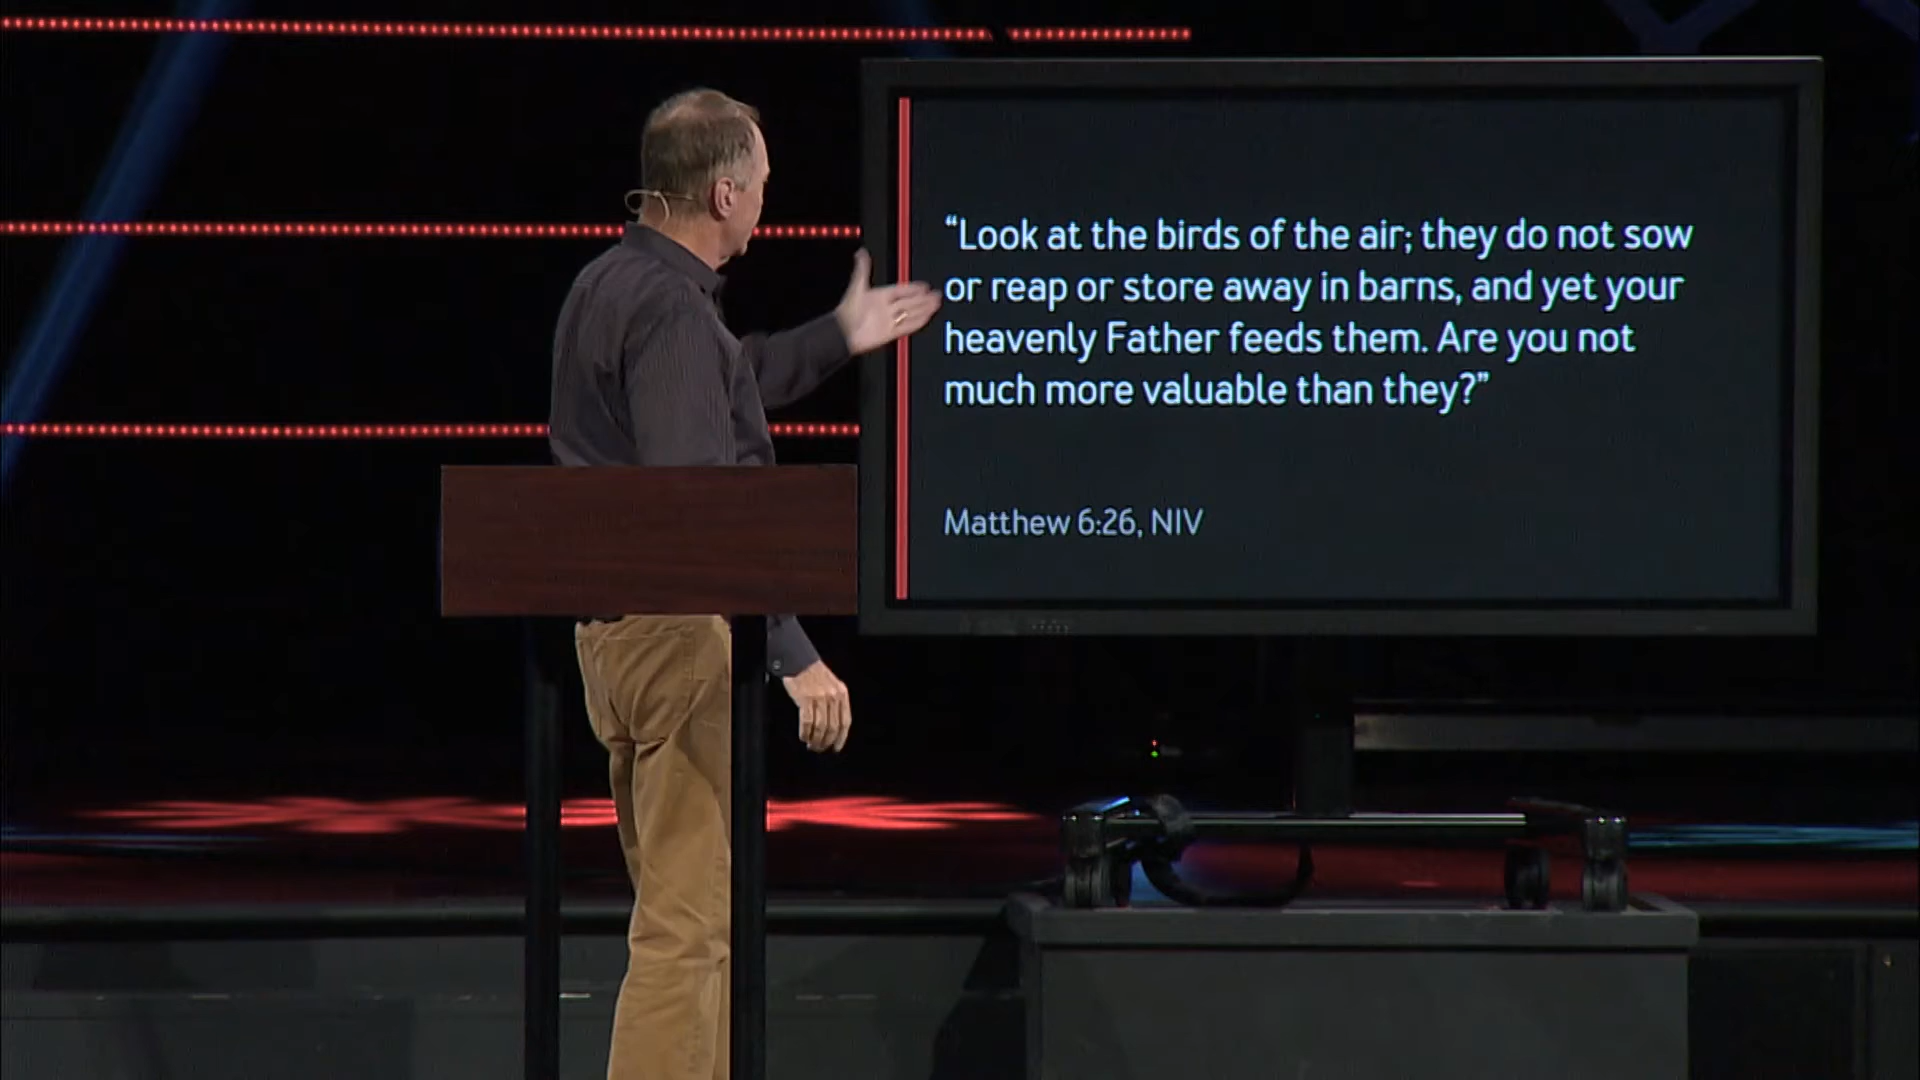 “Look at the birds of the air; they do not sow
or reap or store away in barns, and yet your
heavenly Father feeds them. Are you not
much more valuable than they?”
Matthew 6:26, NIV